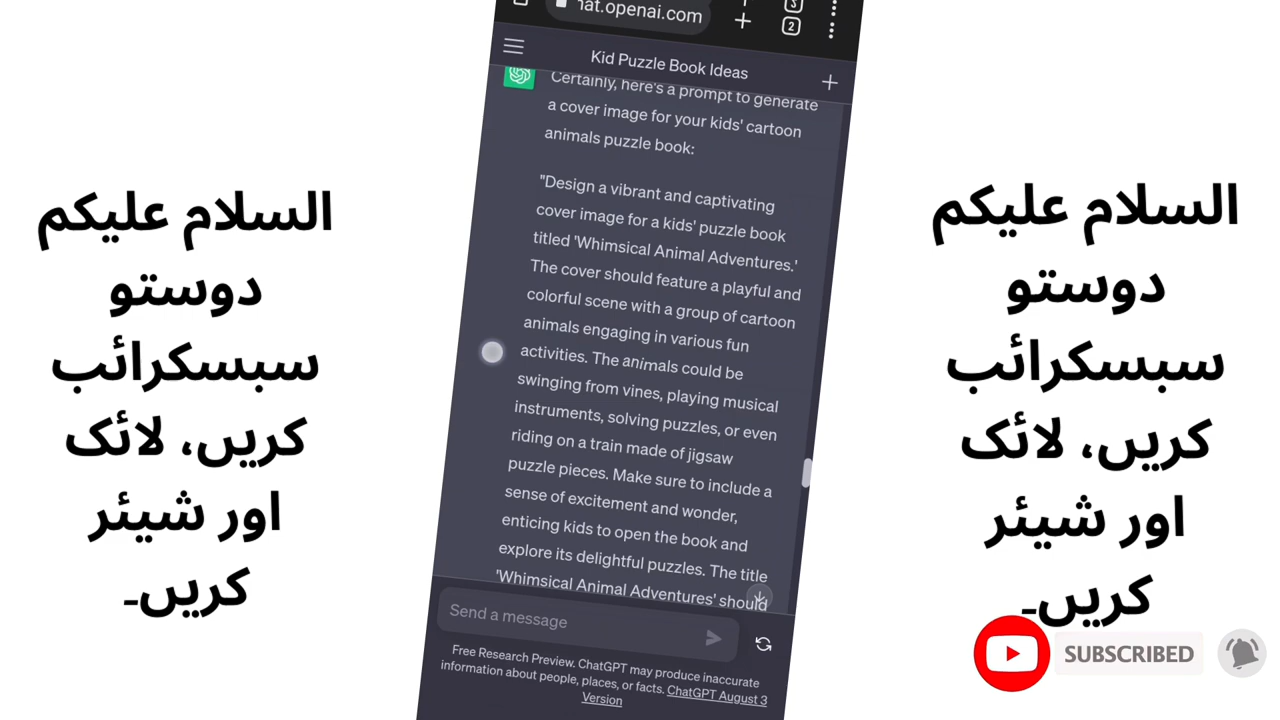 السلام علیکم
دوستو
سبسکرائب
کریں، لائک
اور شیئر
کریں۔
hat.openai.com
2
Kid Puzzle Book Ideas
Certainly, here's a prompt to generate
a cover image for your kids' cartoon
animals puzzle book:
"Design a vibrant and captivating
cover image for a kids' puzzle book
titled 'Whimsical Animal Adventures.'
The cover should feature a playful and
colorful scene with a group of cartoon
animals engaging in various fun
activities. The animals could be
swinging from vines, playing musical
instruments, solving puzzles, or even
riding on a train made of jigsaw
puzzle pieces. Make sure to include a
sense of excitement and wonder,
enticing kids to open the book and
explore its delightful puzzles. The title
'Whimsical Animal Adventures' should
Send a message
Free Research Preview. ChatGPT may produce inaccurate
information about people, places, or facts. ChatGPT August 3
Version
السلام علیکم
دوستو
سبسکرائب
کریں، لائک
اور شیئر
کریں۔
SUBSCRIBED